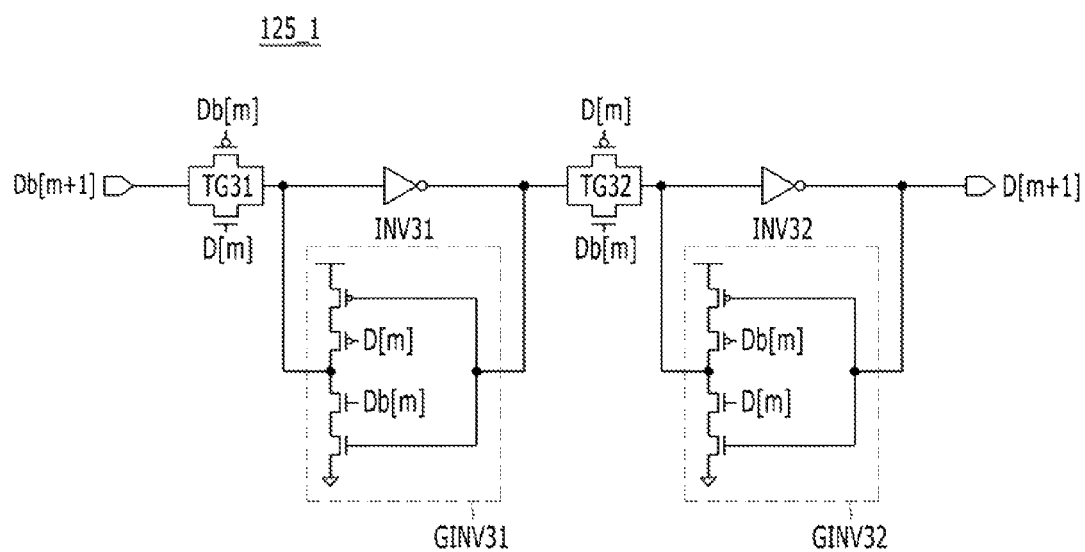 125_1
Db[m]
D[m]
Db[m+1]
TG31
TG32
D[m+1]
INV31
INV32
D[m]
Db[m]
D[m]
Db[m]
Db[m]
D[m]
GINV31
GINV32